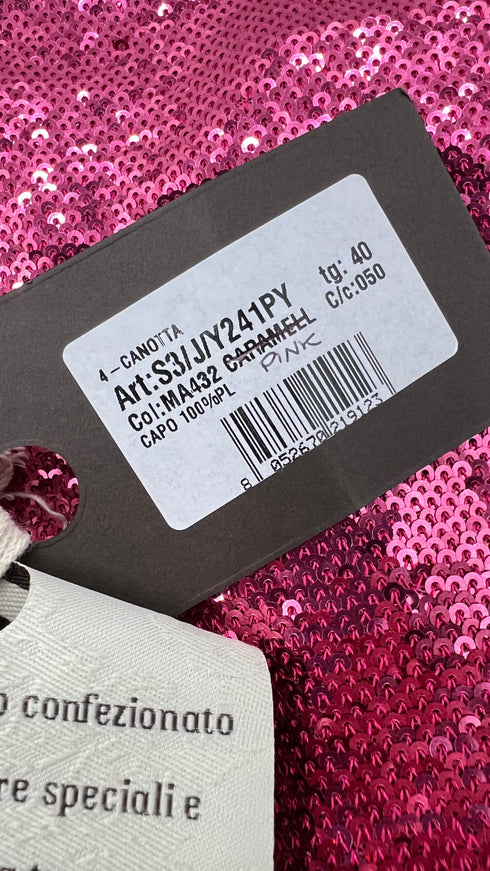 4-CANOTTA
Art:S3/J/Y241PY tg: 40
Col:MA432 CARAMELL c/c:050
PINK
CAPO 100%PL
8 052670 219123
confezionato
re speciali e